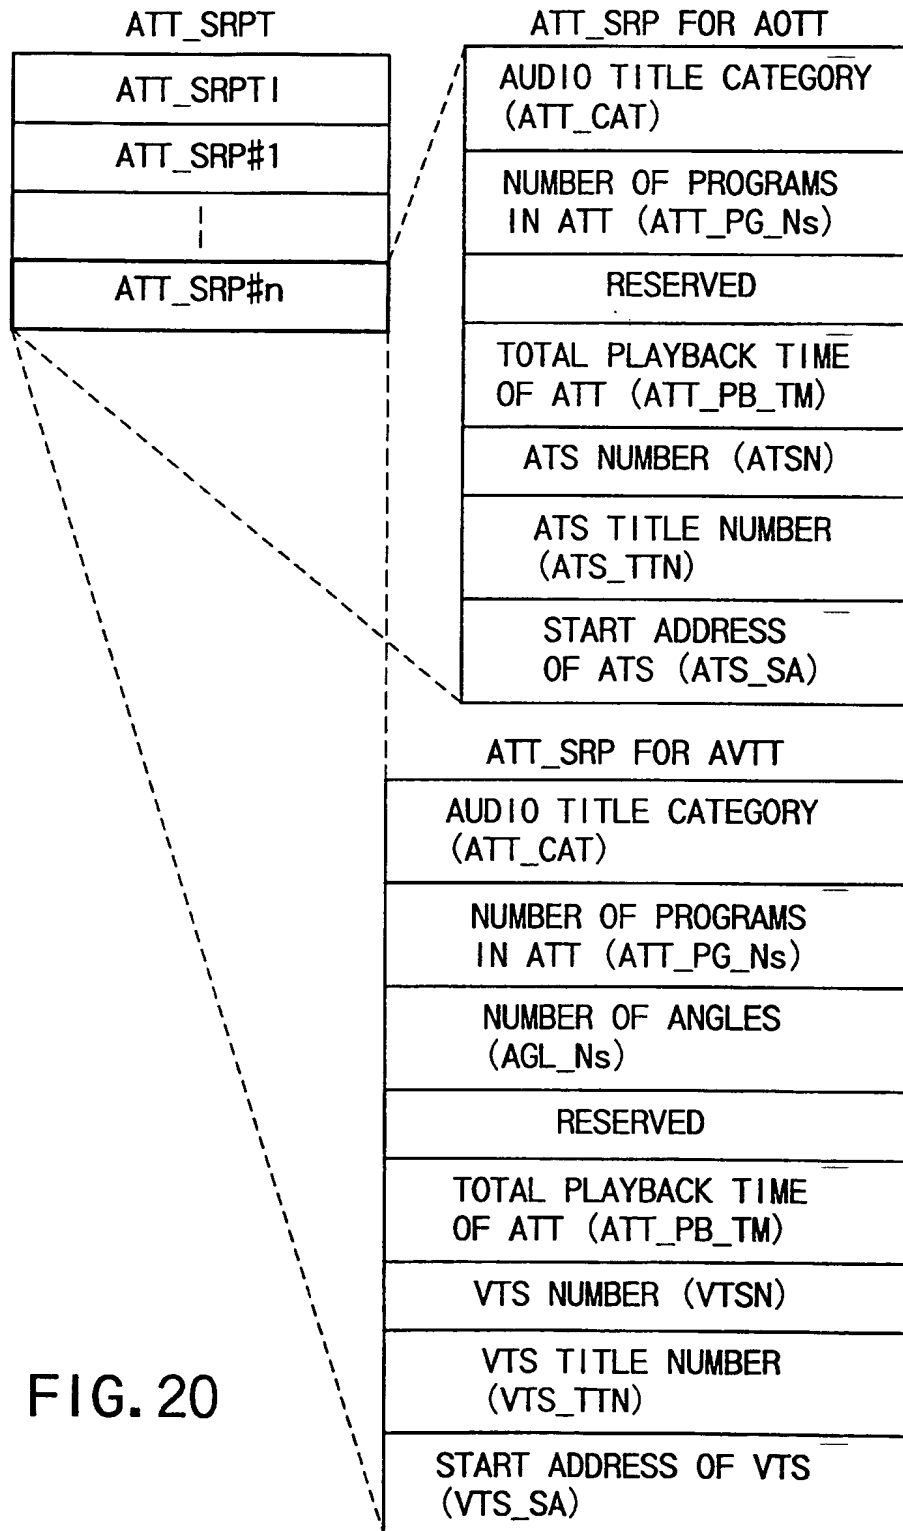 ATT_SRPT
ATT_SRPTI
ATT_SRP#1
ATT_SRP#n
ATT_SRP FOR AOTT
AUDIO TITLE CATEGORY
(ATT_CAT)
NUMBER OF PROGRAMS
IN ATT (ATT_PG_Ns)
RESERVED
TOTAL PLAYBACK TIME
OF ATT (ATT_PB_TM)
ATS NUMBER (ATSN)
ATS TITLE NUMBER
(ATS_TTN)
START ADDRESS
OF ATS (ATS_SA)
ATT_SRP FOR AVTT
AUDIO TITLE CATEGORY
(ATT_CAT)
NUMBER OF PROGRAMS
IN ATT (ATT_PG_Ns)
NUMBER OF ANGLES
(AGL_Ns)
RESERVED
TOTAL PLAYBACK TIME
OF ATT (ATT_PB_TM)
VTS NUMBER (VTSN)
VTS TITLE NUMBER
(VTS_TTN)
START ADDRESS OF VTS
(VTS_SA)
FIG. 20